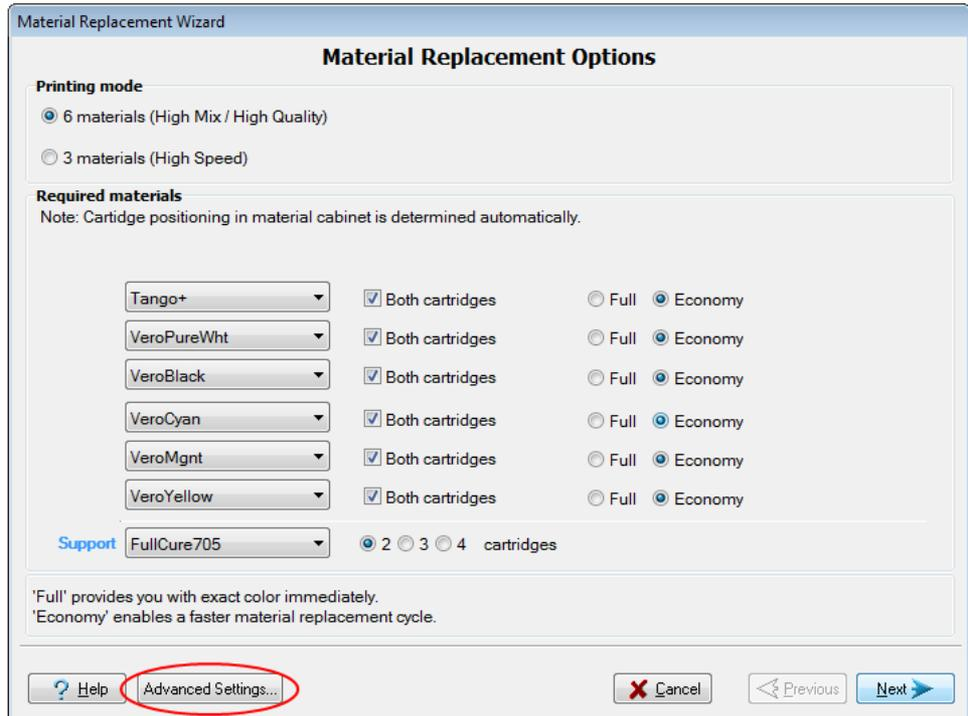 Material Replacement Wizard
Material Replacement Options
Printing mode
6 materials (High Mix / High Quality)
3 materials (High Speed)
Required materials
Note: Cartidge positioning in material cabinet is determined automatically.
Tango+ Both cartridges Full Economy
VeroPureWht Both cartridges Full Economy
VeroBlack Both cartridges Full Economy
VeroCyan Both cartridges Full Economy
VeroMgnt Both cartridges Full Economy
VeroYellow Both cartridges Full Economy
Support FullCure705 2 3 4 cartridges
'Full' provides you with exact color immediately.
'Economy' enables a faster material replacement cycle.
? Help Advanced Settings... Cancel Previous Next